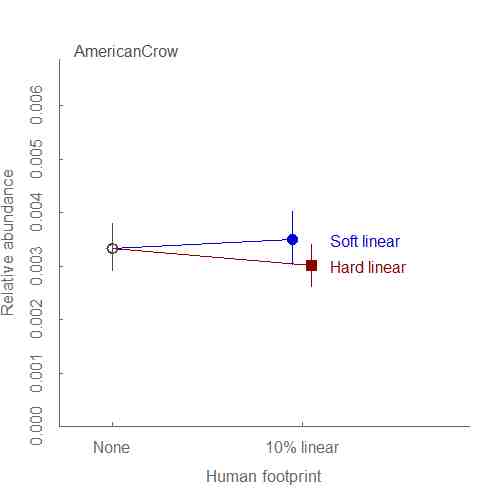 AmericanCrow
Relative abundance
0.006
0.005
0.004
0.003
0.002
0.001
0.000
Soft linear
Hard linear
None
10% linear
Human footprint